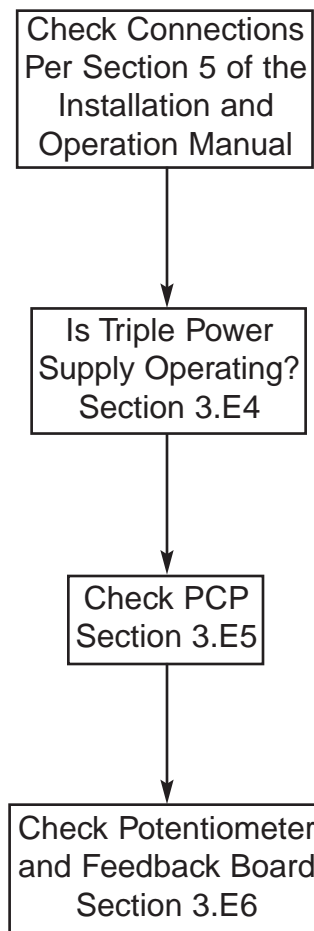 Check Connections
Per Section 5 of the
Installation and
Operation Manual
Is Triple Power
Supply Operating?
Section 3.E4
Check PCP
Section 3.E5
Check Potentiometer
and Feedback Board
Section 3.E6